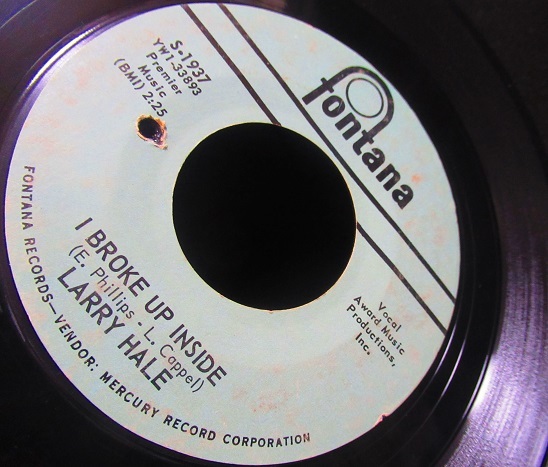 fontana
S-1937
YW1-33893
Premier
Music
(BMI) 2:25
Vocal
Award Music
Productions,
Inc.
I BROKE UP INSIDE
(E. Phillips - L. Cappel)
LARRY HALE
FONTANA RECORDS—VENDOR: MERCURY RECORD CORPORATION